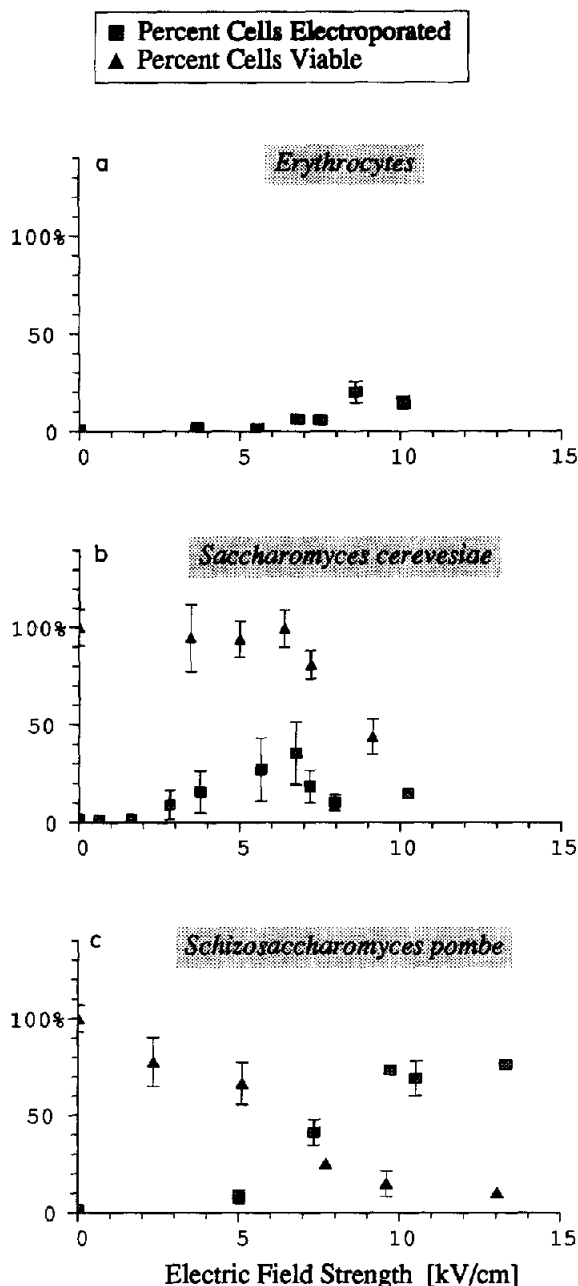 ■ Percent Cells Electroporated
▲ Percent Cells Viable
a Erythrocytes
100%
50
0
0 5 10 15
b Saccharomyces cerevesiae
100%
50
0
0 5 10 15
c Schizosaccharomyces pombe
100%
50
0
0 5 10 15
Electric Field Strength [kV/cm]